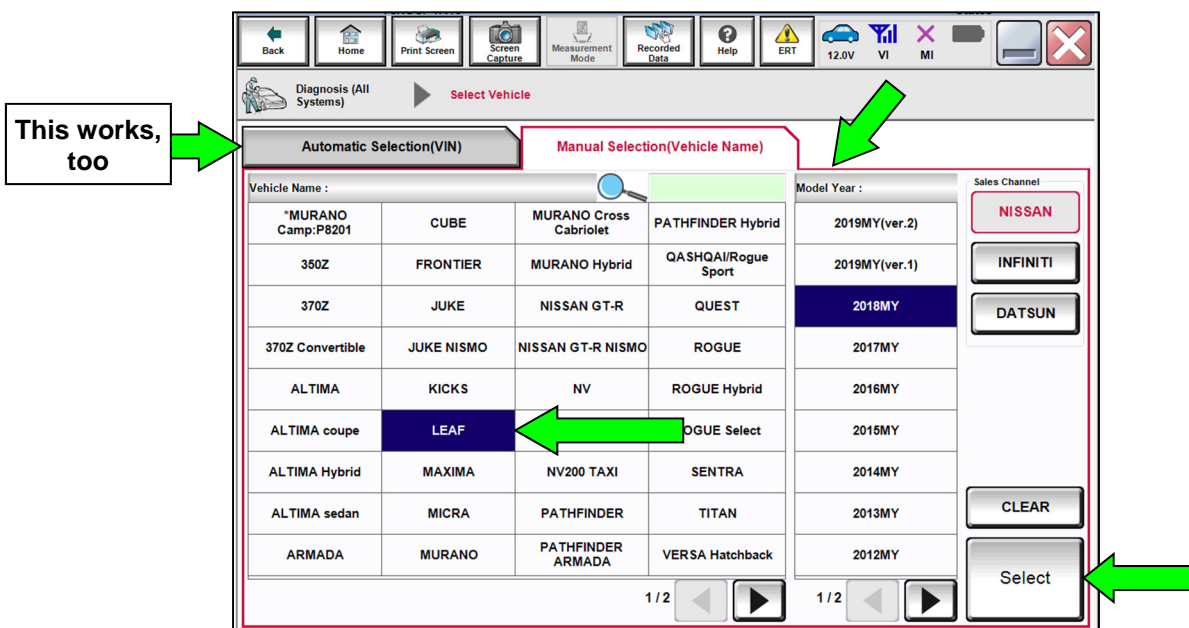 Back
Home
Print Screen
Screen
Capture
Measurement
Mode
Recorded
Data
Help
ERT
12.0V
VI
MI
Diagnosis (All
Systems)
Select Vehicle
This works,
too
Automatic Selection(VIN)
Manual Selection(Vehicle Name)
Vehicle Name :
Model Year :
Sales Channel
*MURANO
Camp:P8201
CUBE
MURANO Cross
Cabriolet
PATHFINDER Hybrid
2019MY(ver.2)
NISSAN
350Z
FRONTIER
MURANO Hybrid
QASHQAI/Rogue
Sport
2019MY(ver.1)
INFINITI
370Z
JUKE
NISSAN GT-R
QUEST
2018MY
DATSUN
370Z Convertible
JUKE NISMO
NISSAN GT-R NISMO
ROGUE
2017MY
ALTIMA
KICKS
NV
ROGUE Hybrid
2016MY
ALTIMA coupe
LEAF
OGUE Select
2015MY
ALTIMA Hybrid
MAXIMA
NV200 TAXI
SENTRA
2014MY
ALTIMA sedan
MICRA
PATHFINDER
TITAN
2013MY
CLEAR
ARMADA
MURANO
PATHFINDER
ARMADA
VERSA Hatchback
2012MY
Select
1/2
1/2